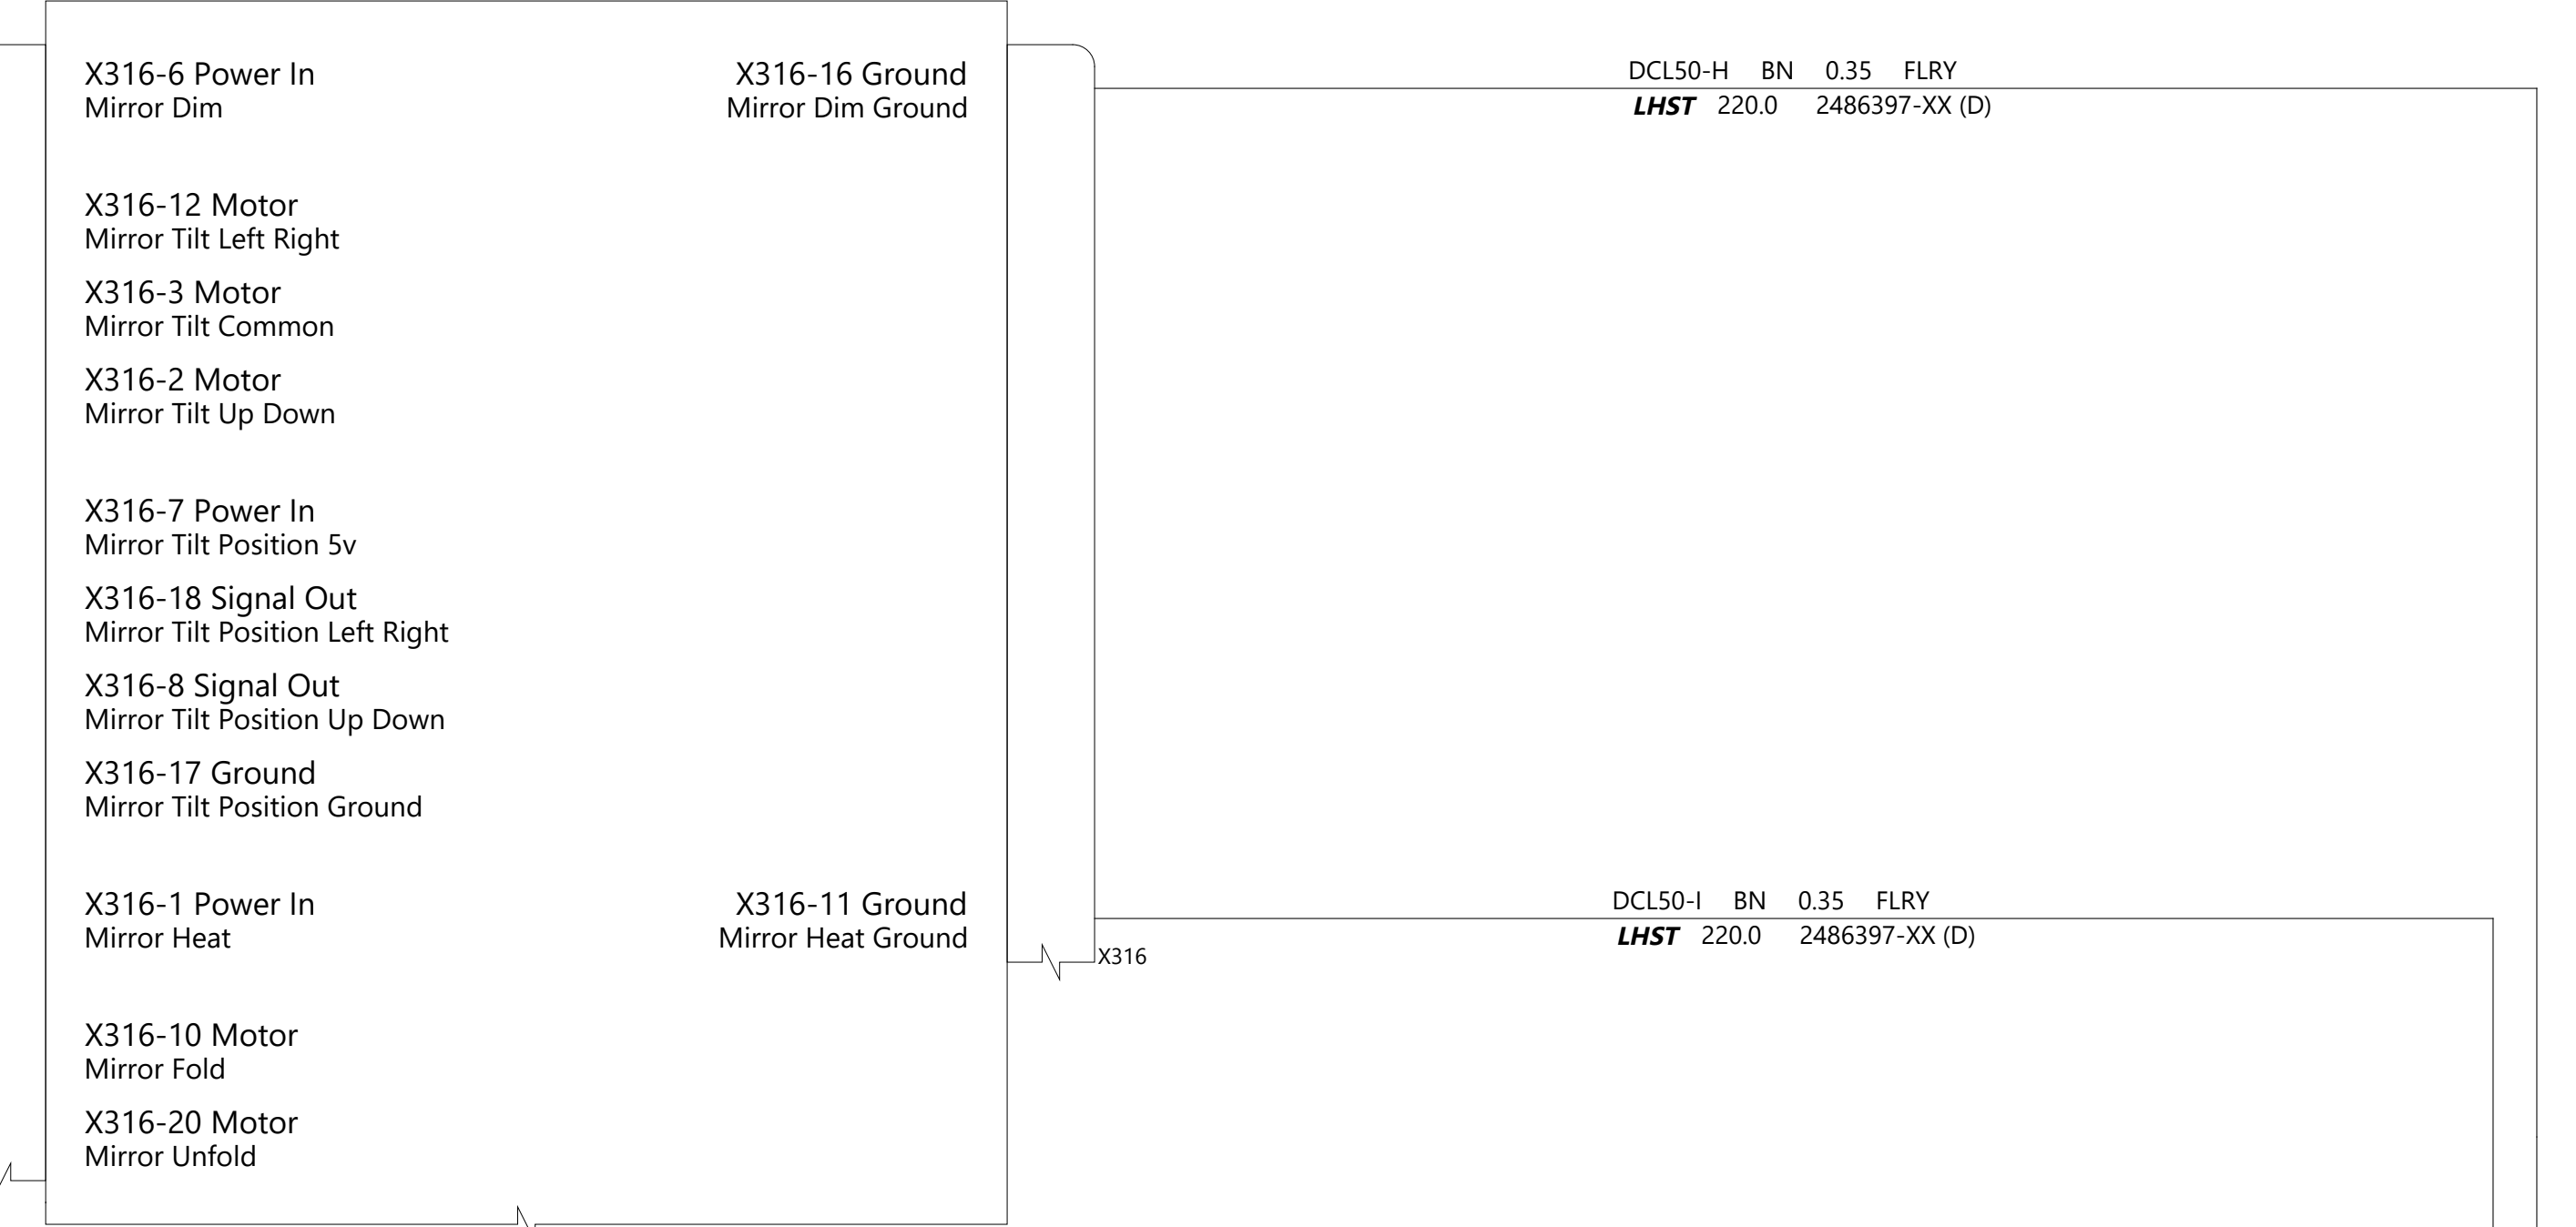 X316-6 Power In
Mirror Dim
X316-12 Motor
Mirror Tilt Left Right
X316-3 Motor
Mirror Tilt Common
X316-2 Motor
Mirror Tilt Up Down
X316-7 Power In
Mirror Tilt Position 5v
X316-18 Signal Out
Mirror Tilt Position Left Right
X316-8 Signal Out
Mirror Tilt Position Up Down
X316-17 Ground
Mirror Tilt Position Ground
X316-1 Power In
Mirror Heat
X316-10 Motor
Mirror Fold
X316-20 Motor
Mirror Unfold
X316-16 Ground
Mirror Dim Ground
X316-11 Ground
Mirror Heat Ground
X316
DCL50-H BN 0.35 FLRY
LHST 220.0 2486397-XX (D)
DCL50-I BN 0.35 FLRY
LHST 220.0 2486397-XX (D)